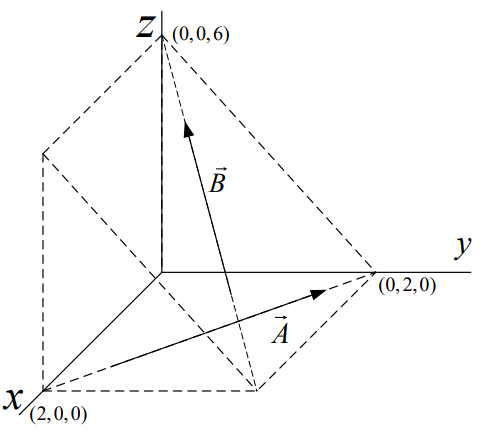 z (0,0,6)
B⃗
y
(0,2,0)
A⃗
x (2,0,0)